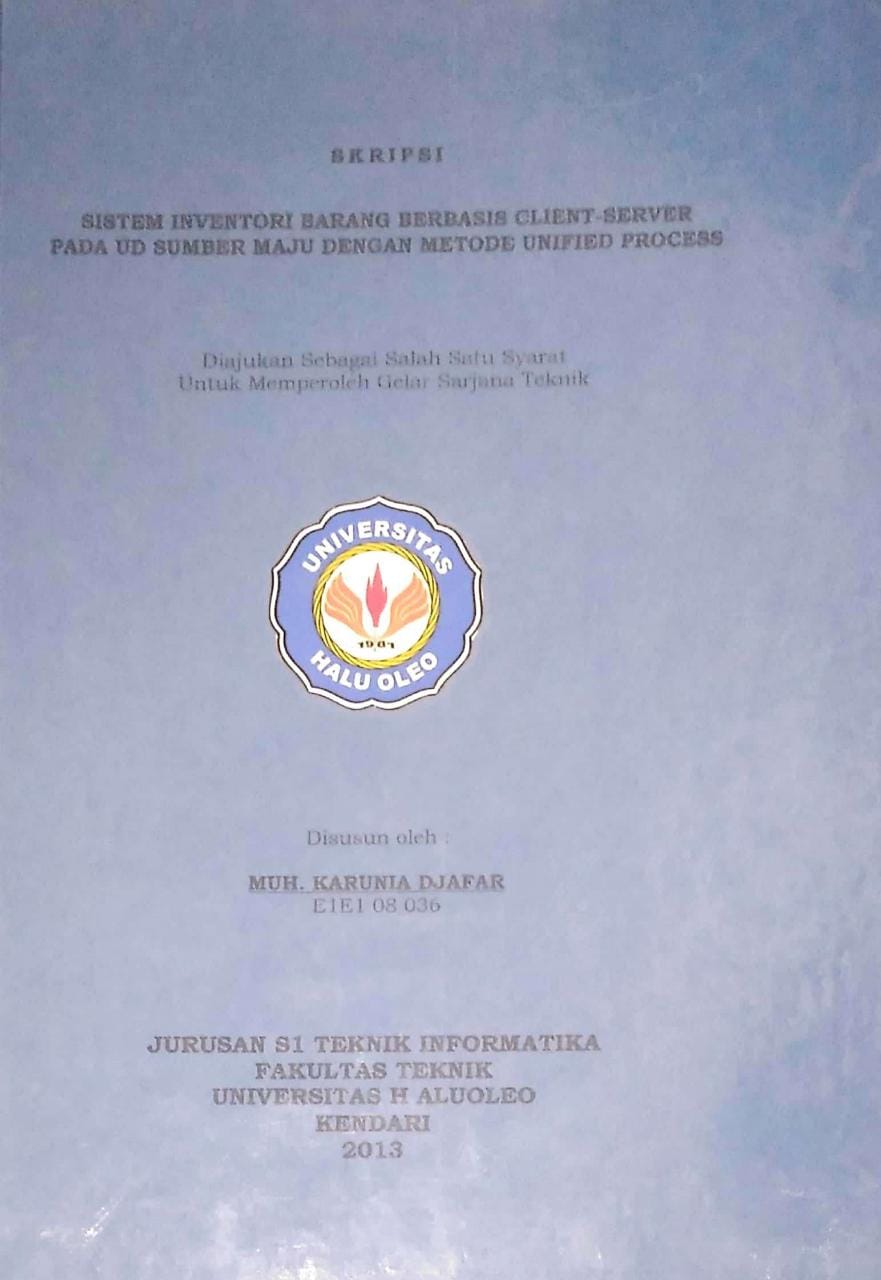 SKRIPSI
SISTEM INVENTORI BARANG BERBASIS CLIENT-SERVER
PADA UD SUMBER MAJU DENGAN METODE UNIFIED PROCESS
Diajukan Sebagai Salah Satu Syarat
Untuk Memperoleh Gelar Sarjana Teknik
UNIVERSITAS
1981
HALU OLEO
Disusun oleh :
MUH. KARUNIA DJAFAR
E1E1 08 036
JURUSAN S1 TEKNIK INFORMATIKA
FAKULTAS TEKNIK
UNIVERSITAS H ALUOLEO
KENDARI
2013